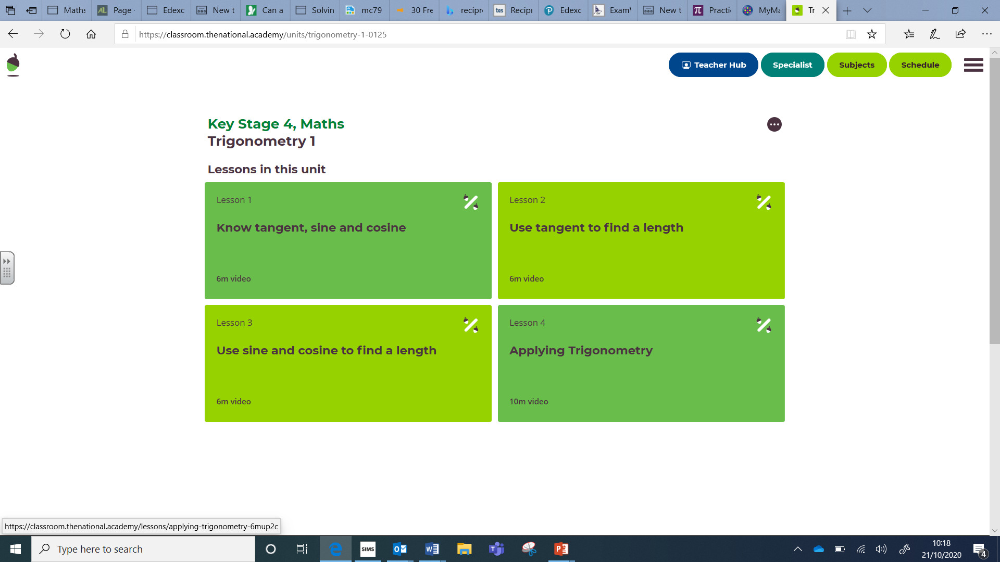 Maths
AL Page
Edexc
New t
Can a
Solvin
mc79
30 Fre
recipr
tes Recipr
Edexc
ExamW
New t
π Practi
MyMa
Tr
https://classroom.thenational.academy/units/trigonometry-1-0125
Teacher Hub
Specialist
Subjects
Schedule
Key Stage 4, Maths
Trigonometry 1
Lessons in this unit
Lesson 1
Know tangent, sine and cosine
6m video
Lesson 2
Use tangent to find a length
6m video
Lesson 3
Use sine and cosine to find a length
6m video
Lesson 4
Applying Trigonometry
10m video
https://classroom.thenational.academy/lessons/applying-trigonometry-6mup2c
Type here to search
SIMS
10:18
21/10/2020
4